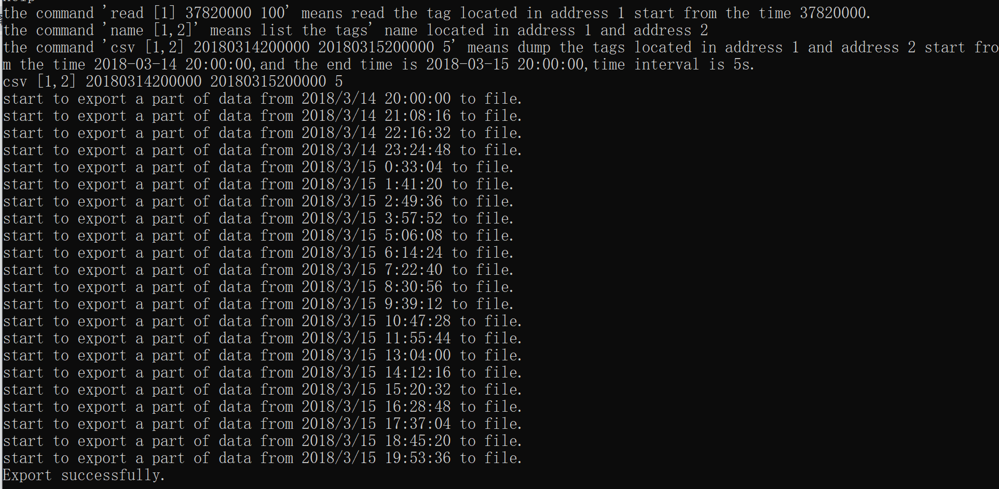 help
the command 'read [1] 37820000 100' means read the tag located in address 1 start from the time 37820000.
the command 'name [1,2]' means list the tags' name located in address 1 and address 2
the command 'csv [1,2] 20180314200000 20180315200000 5' means dump the tags located in address 1 and address 2 start fro
m the time 2018-03-14 20:00:00,and the end time is 2018-03-15 20:00:00,time interval is 5s.
csv [1,2] 20180314200000 20180315200000 5
start to export a part of data from 2018/3/14 20:00:00 to file.
start to export a part of data from 2018/3/14 21:08:16 to file.
start to export a part of data from 2018/3/14 22:16:32 to file.
start to export a part of data from 2018/3/14 23:24:48 to file.
start to export a part of data from 2018/3/15 0:33:04 to file.
start to export a part of data from 2018/3/15 1:41:20 to file.
start to export a part of data from 2018/3/15 2:49:36 to file.
start to export a part of data from 2018/3/15 3:57:52 to file.
start to export a part of data from 2018/3/15 5:06:08 to file.
start to export a part of data from 2018/3/15 6:14:24 to file.
start to export a part of data from 2018/3/15 7:22:40 to file.
start to export a part of data from 2018/3/15 8:30:56 to file.
start to export a part of data from 2018/3/15 9:39:12 to file.
start to export a part of data from 2018/3/15 10:47:28 to file.
start to export a part of data from 2018/3/15 11:55:44 to file.
start to export a part of data from 2018/3/15 13:04:00 to file.
start to export a part of data from 2018/3/15 14:12:16 to file.
start to export a part of data from 2018/3/15 15:20:32 to file.
start to export a part of data from 2018/3/15 16:28:48 to file.
start to export a part of data from 2018/3/15 17:37:04 to file.
start to export a part of data from 2018/3/15 18:45:20 to file.
start to export a part of data from 2018/3/15 19:53:36 to file.
Export successfully.